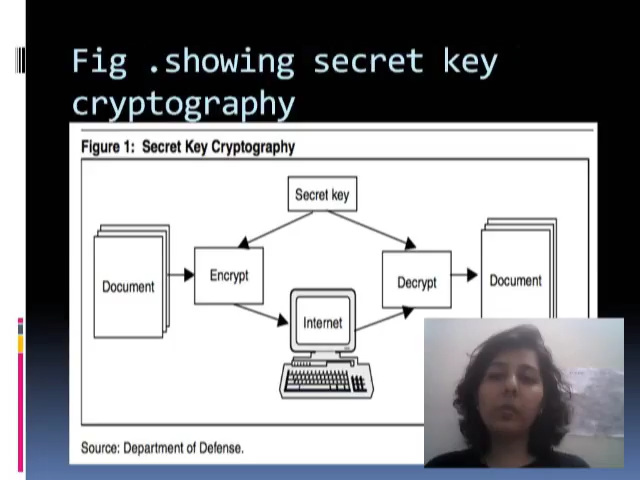 Fig .showing secret key
cryptography
Figure 1: Secret Key Cryptography
Secret key
Document
Encrypt
Decrypt
Document
Internet
Source: Department of Defense.